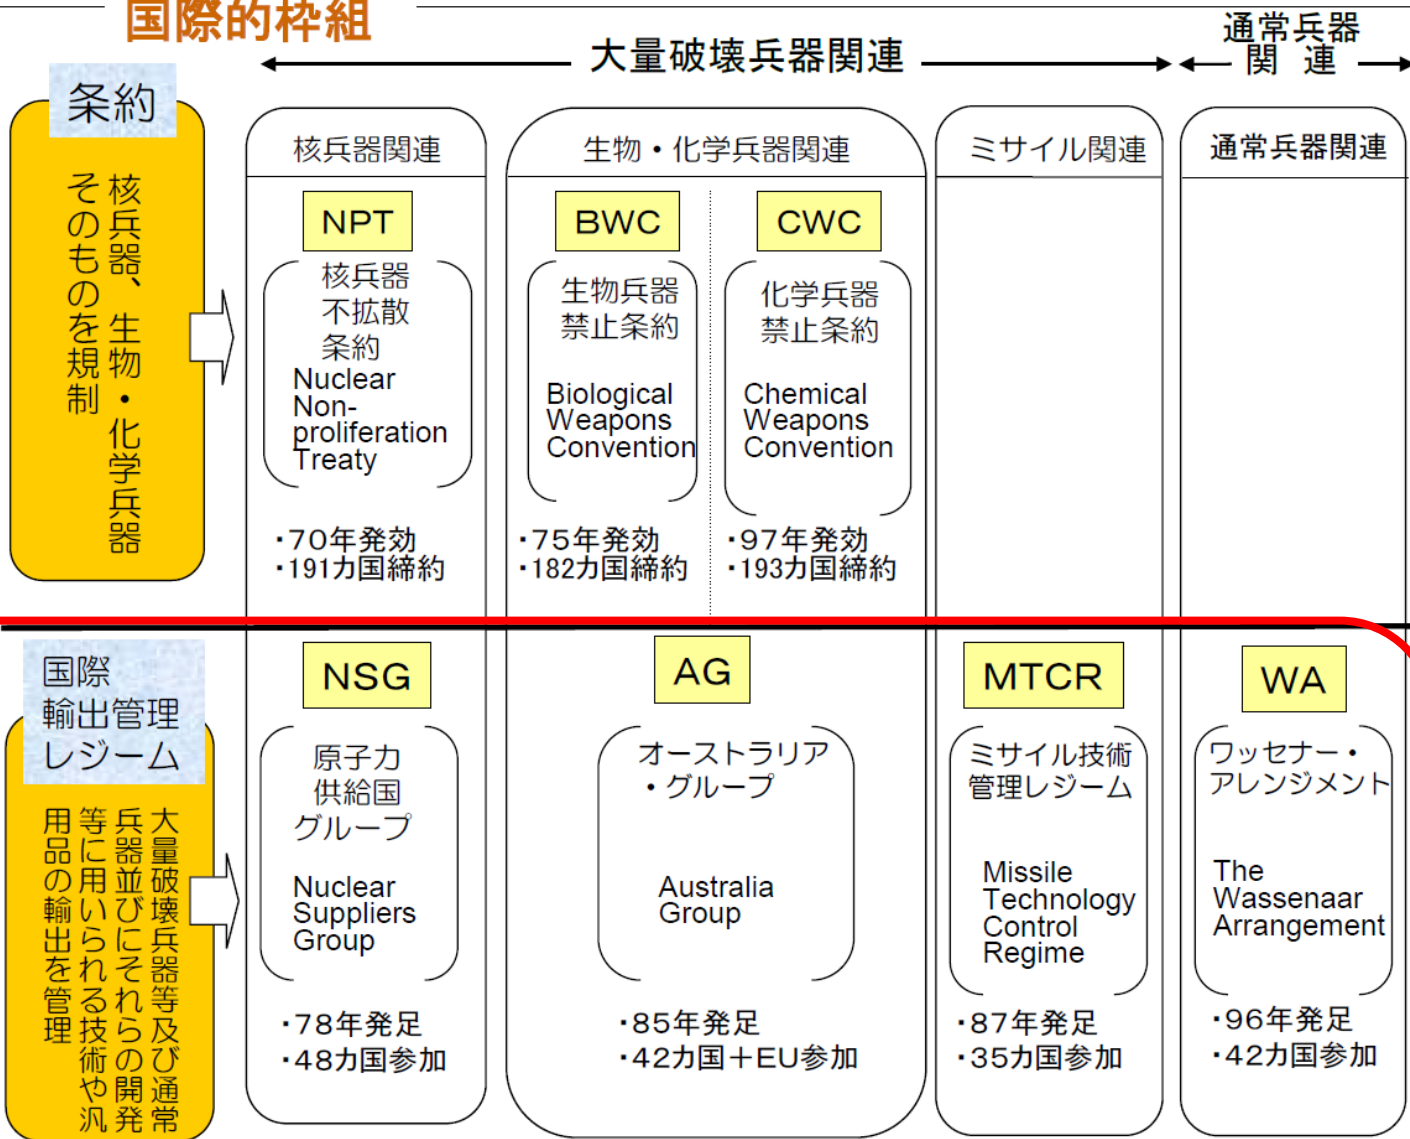 国際的枠組
大量破壊兵器関連
通常兵器
関 連
条約
核兵器、生物・化学兵器
そのものを規制
核兵器関連
NPT
核兵器
不拡散
条約
Nuclear
Non-
proliferation
Treaty
・70年発効
・191カ国締約
生物・化学兵器関連
BWC
生物兵器
禁止条約
Biological
Weapons
Convention
・75年発効
・182カ国締約
CWC
化学兵器
禁止条約
Chemical
Weapons
Convention
・97年発効
・193カ国締約
ミサイル関連
通常兵器関連
国際
輸出管理
レジーム
大量破壊兵器等及び通常
兵器並びにそれらの開発
等に用いられる技術や汎
用品の輸出を管理
NSG
原子力
供給国
グループ
Nuclear
Suppliers
Group
・78年発足
・48カ国参加
AG
オーストラリア
・グループ
Australia
Group
・85年発足
・42カ国＋EU参加
MTCR
ミサイル技術
管理レジーム
Missile
Technology
Control
Regime
・87年発足
・35カ国参加
WA
ワッセナー・
アレンジメント
The
Wassenaar
Arrangement
・96年発足
・42カ国参加